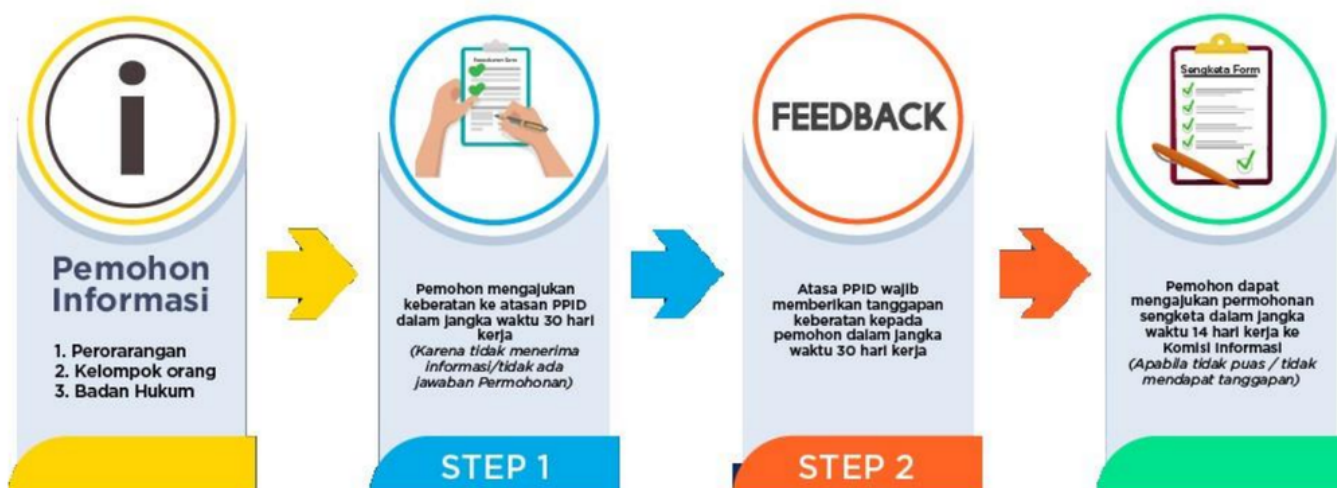 Pemohon
Informasi
1. Perorarangan
2. Kelompok orang
3. Badan Hukum
Pemohon mengajukan
keberatan ke atasan PPID
dalam jangka waktu 30 hari
kerja
(Karena tidak menerima
informasi/tidak ada
jawaban Permohonan)
STEP 1
FEEDBACK
Atasa PPID wajib
memberikan tanggapan
keberatan kepada
pemohon dalam jangka
waktu 30 hari kerja
STEP 2
Sengketa Form
Pemohon dapat
mengajukan permohonan
sengketa dalam jangka
waktu 14 hari kerja ke
Komisi Informasi
(Apabila tidak puas / tidak
mendapat tanggapan)